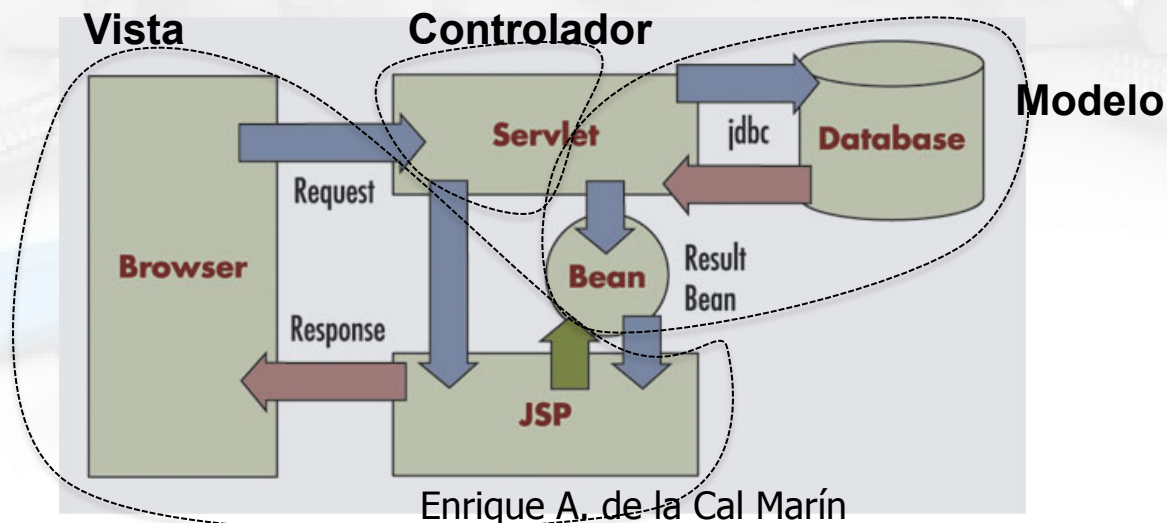 Vista
Controlador
Modelo
Servlet
jdbc
Database
Request
Browser
Bean
Result
Bean
Response
JSP
Enrique A. de la Cal Marín